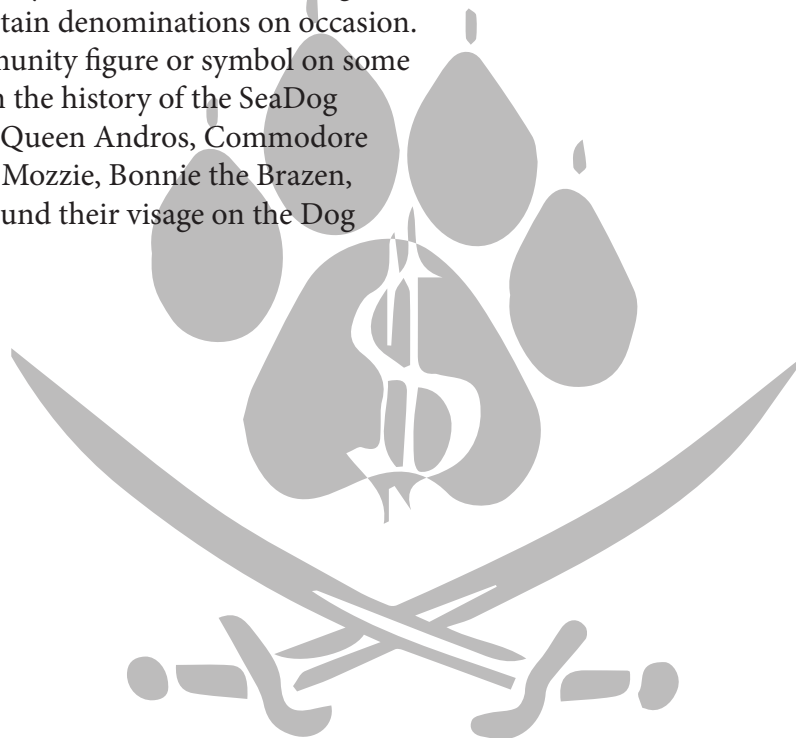 tain denominations on occasion.
munity figure or symbol on some
n the history of the SeaDog
Queen Andros, Commodore
Mozzie, Bonnie the Brazen,
und their visage on the Dog
$